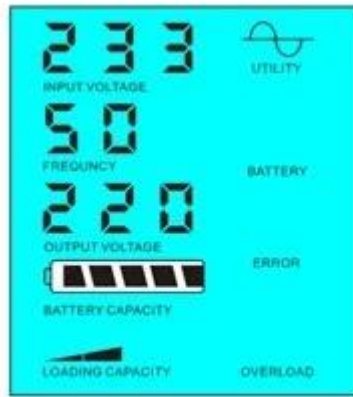 233
INPUT VOLTAGE
UTILITY
50
FREQUNCY
BATTERY
220
OUTPUT VOLTAGE
ERROR
BATTERY CAPACITY
LOADING CAPACITY
OVERLOAD